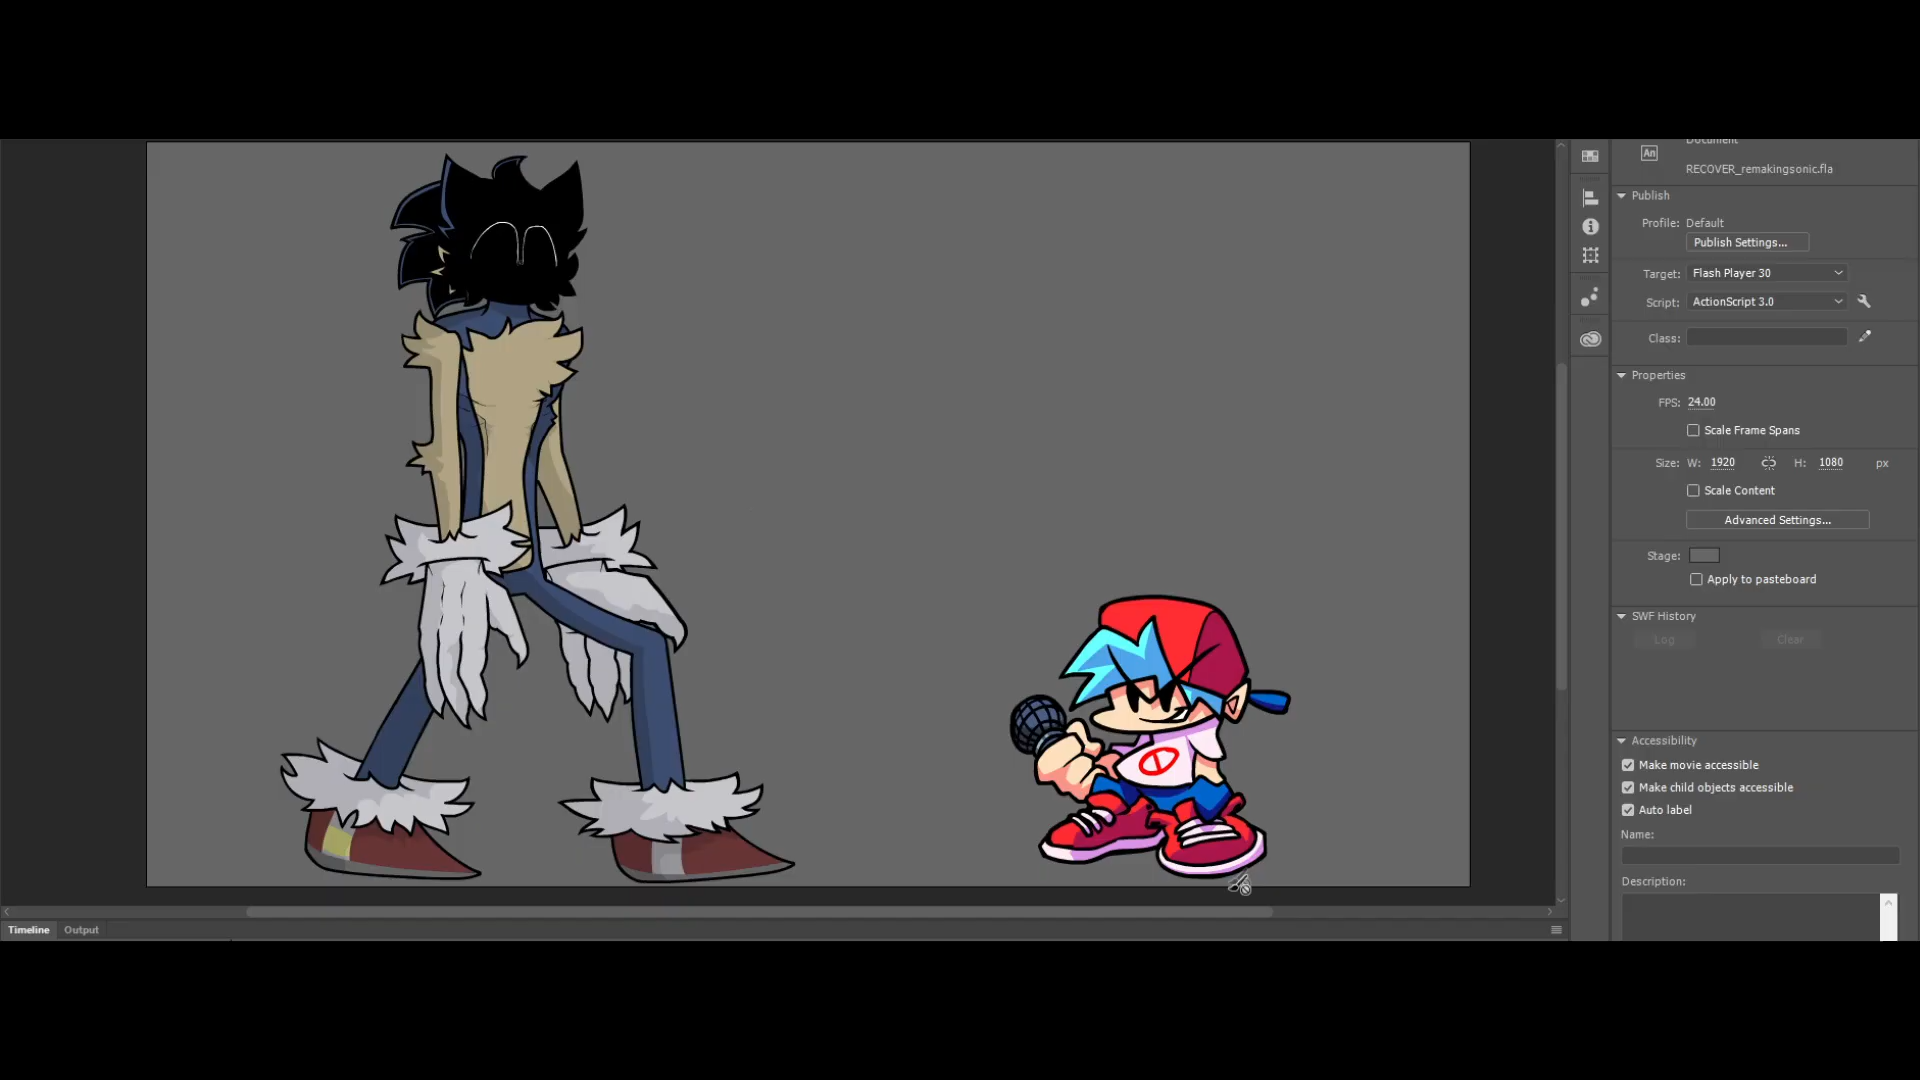 Document
An
RECOVER_remakingsonic.fla
Publish
Profile: Default
Publish Settings...
Target: Flash Player 30
Script: ActionScript 3.0
Class:
Properties
FPS: 24.00
Scale Frame Spans
Size: W: 1920 H: 1080 px
Scale Content
Advanced Settings...
Stage:
Apply to pasteboard
SWF History
Log Clear
Accessibility
Make movie accessible
Make child objects accessible
Auto label
Name:
Description:
Timeline Output